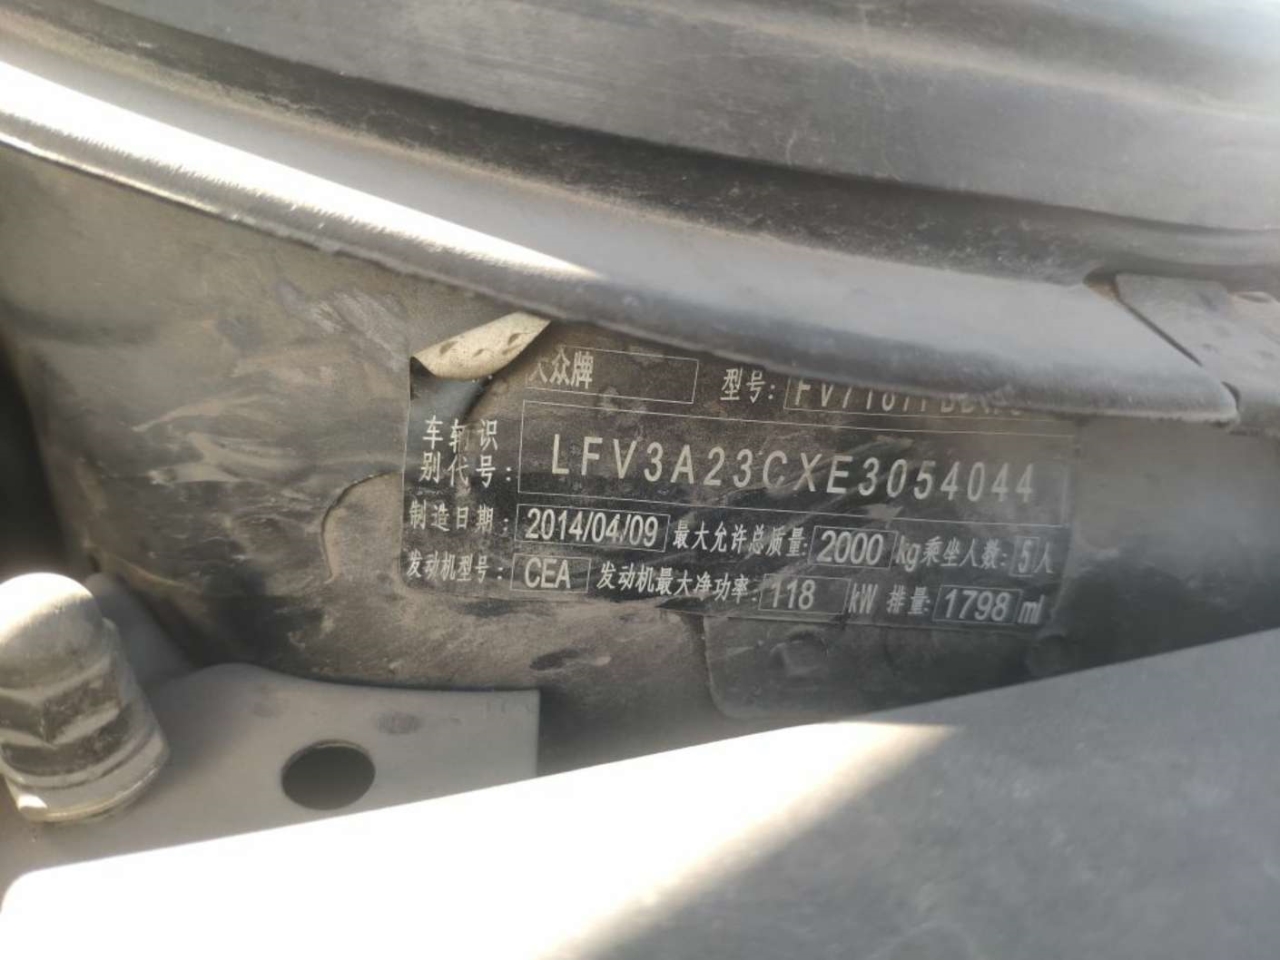 众牌 型号:
车辆识
别代号: LFV3A23CXE3054044
制造日期: 2014/04/09 最大允许总质量: 2000 kg 乘坐人数: 5 人
发动机型号: CEA 发动机最大净功率: 118 kW 排量: 1798 ml